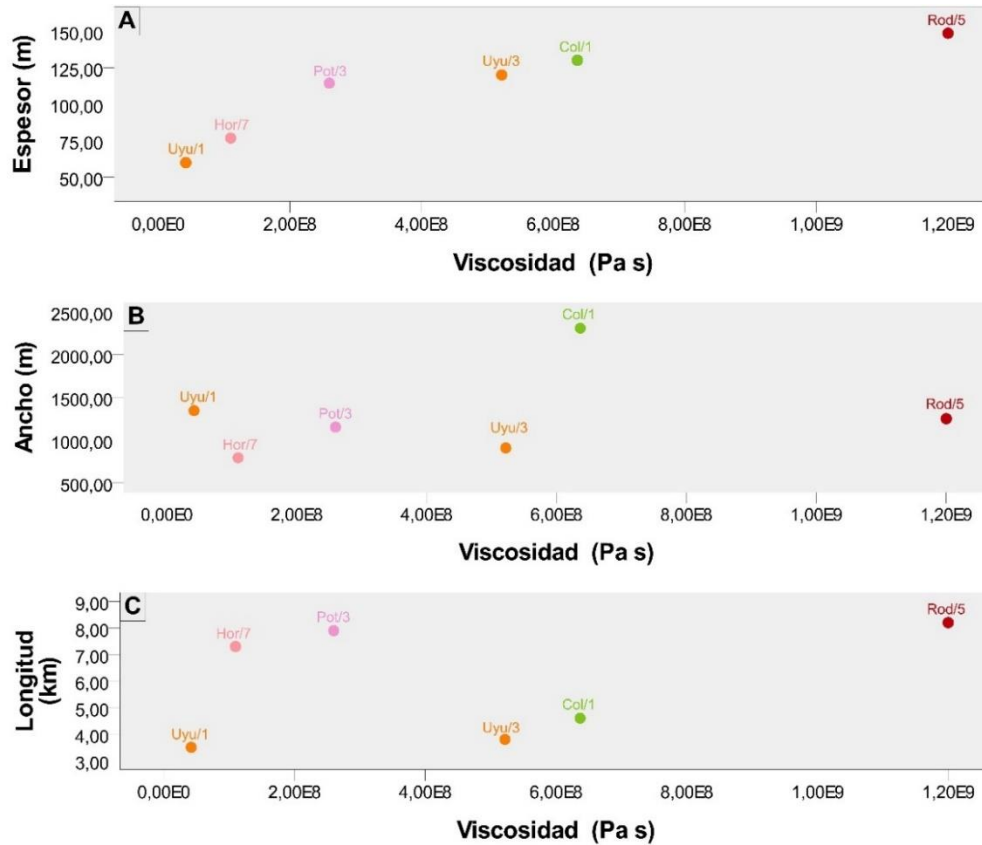 A
Espesor (m)
150,00
125,00
100,00
75,00
50,00
Uyu/1
Hor/7
Pot/3
Uyu/3
Col/1
Rod/5
0,00E0 2,00E8 4,00E8 6,00E8 8,00E8 1,00E9 1,20E9
Viscosidad (Pa s)
B
Ancho (m)
2500,00
2000,00
1500,00
1000,00
500,00
Uyu/1
Hor/7
Pot/3
Uyu/3
Col/1
Rod/5
0,00E0 2,00E8 4,00E8 6,00E8 8,00E8 1,00E9 1,20E9
Viscosidad (Pa s)
C
Longitud
(km)
9,00
8,00
7,00
6,00
5,00
4,00
3,00
Uyu/1
Hor/7
Pot/3
Uyu/3
Col/1
Rod/5
0,00E0 2,00E8 4,00E8 6,00E8 8,00E8 1,00E9 1,20E9
Viscosidad (Pa s)